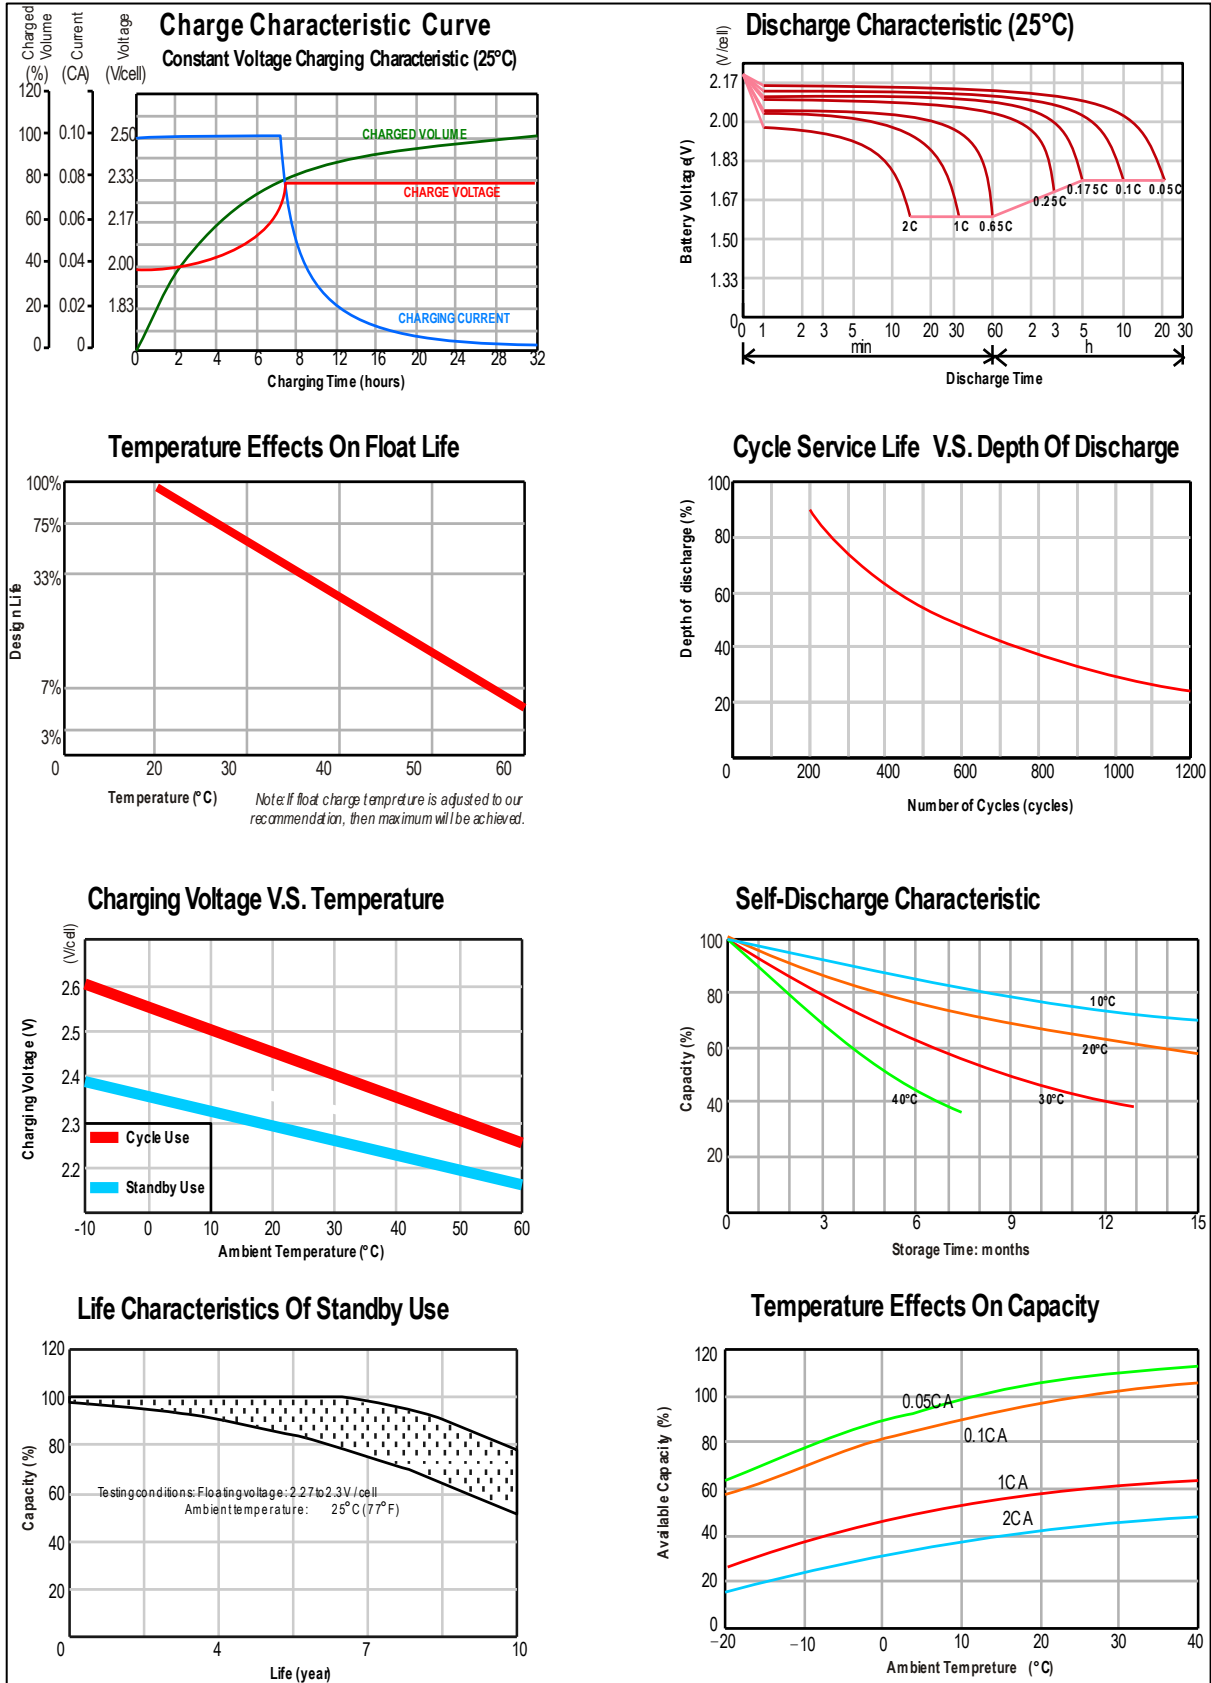 Charge Characteristic Curve
Constant Voltage Charging Characteristic (25°C)
Charged Volume (%)
Current (CA)
Voltage (V/cell)
120
100
80
60
40
20
0
0.10
0.08
0.06
0.04
0.02
0
2.50
2.33
2.17
2.00
1.83
CHARGED VOLUME
CHARGE VOLTAGE
CHARGING CURRENT
0 2 4 6 8 12 16 20 24 28 32
Charging Time (hours)
Discharge Characteristic (25°C)
(V/cell)
Battery Voltage(V)
2.17
2.00
1.83
1.67
1.50
1.33
0
2C 1C 0.65C 0.25C 0.175C 0.1C 0.05C
0 1 2 3 5 10 20 30 60 2 3 5 10 20 30
min h
Discharge Time
Temperature Effects On Float Life
Design Life
100%
75%
33%
7%
3%
0 20 30 40 50 60
Temperature (°C)
Note:If float charge tempreture is adjusted to our
recommendation, then maximum will be achieved.
Cycle Service Life V.S. Depth Of Discharge
Depth of discharge (%)
100
80
60
40
20
0 200 400 600 800 1000 1200
Number of Cycles (cycles)
Charging Voltage V.S. Temperature
(V/cell)
Charging Voltage (V)
2.6
2.5
2.4
2.3
2.2
Cycle Use
Standby Use
-10 0 10 20 30 40 50 60
Ambient Temperature (°C)
Self-Discharge Characteristic
Capacity (%)
100
80
60
40
20
10°C
20°C
30°C
40°C
0 3 6 9 12 15
Storage Time: months
Life Characteristics Of Standby Use
Capacity (%)
120
100
80
60
40
20
Testing conditions: Floating voltage: 2.27 to 2.3V/cell
Ambient temperature: 25°C (77°F)
0 4 7 10
Life (year)
Temperature Effects On Capacity
Available Capacity (%)
120
100
80
60
40
20
0
0.05CA
0.1CA
1CA
2CA
−20 −10 0 10 20 30 40
Ambient Tempreture (°C)